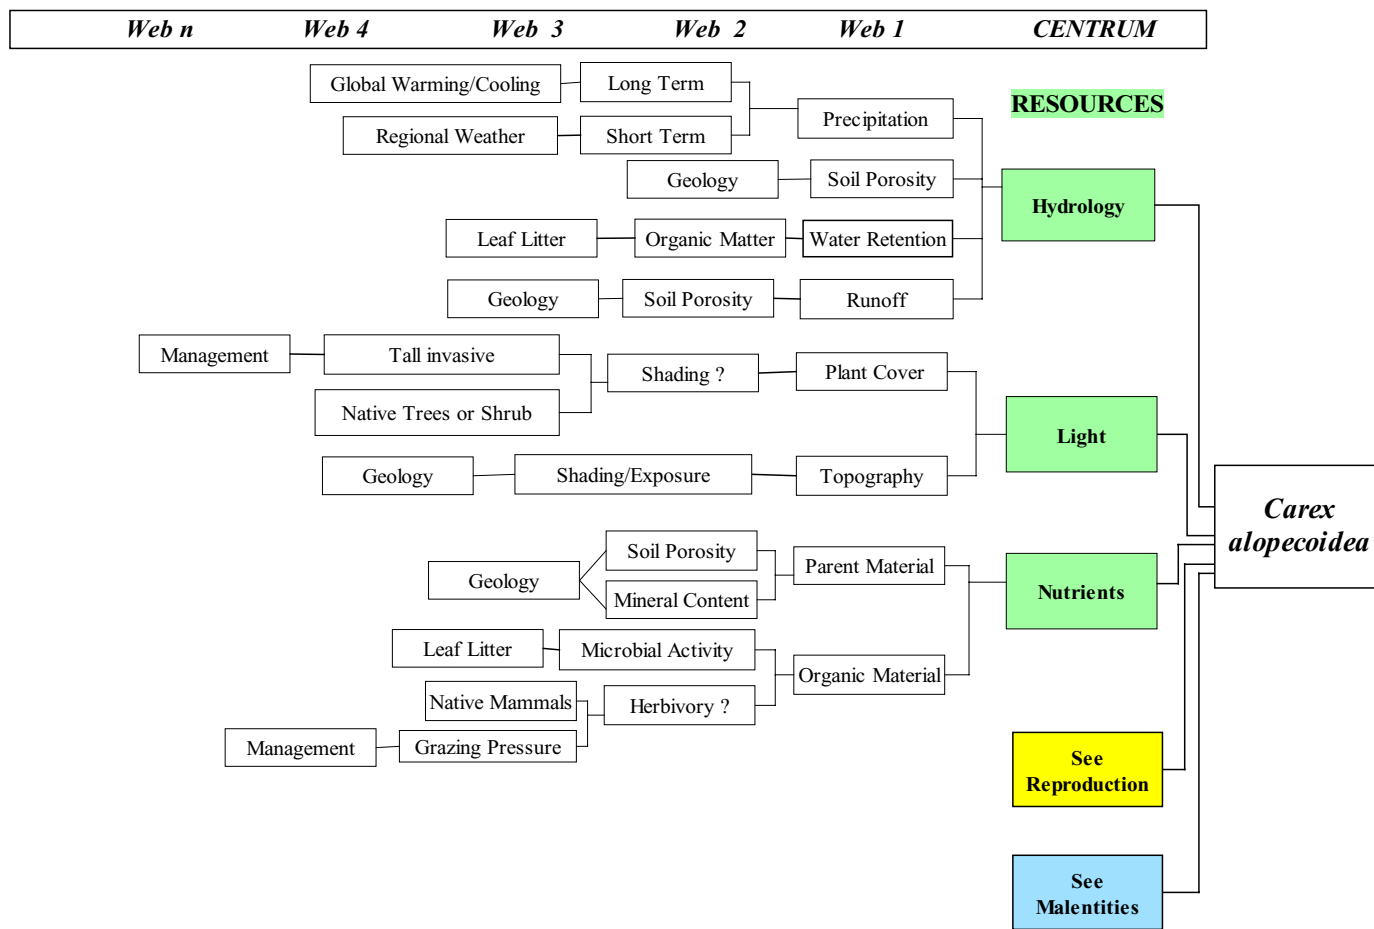 Web n Web 4 Web 3 Web 2 Web 1 CENTRUM
Global Warming/Cooling Long Term
RESOURCES
Precipitation
Regional Weather Short Term
Geology Soil Porosity
Hydrology
Leaf Litter Organic Matter Water Retention
Geology Soil Porosity Runoff
Management Tall invasive
Shading ? Plant Cover
Native Trees or Shrub
Light
Geology Shading/Exposure Topography
Carex
alopecoidea
Soil Porosity
Parent Material
Geology
Mineral Content
Nutrients
Leaf Litter Microbial Activity
Organic Material
Native Mammals
Herbivory ?
Management Grazing Pressure
See
Reproduction
See
Malentities